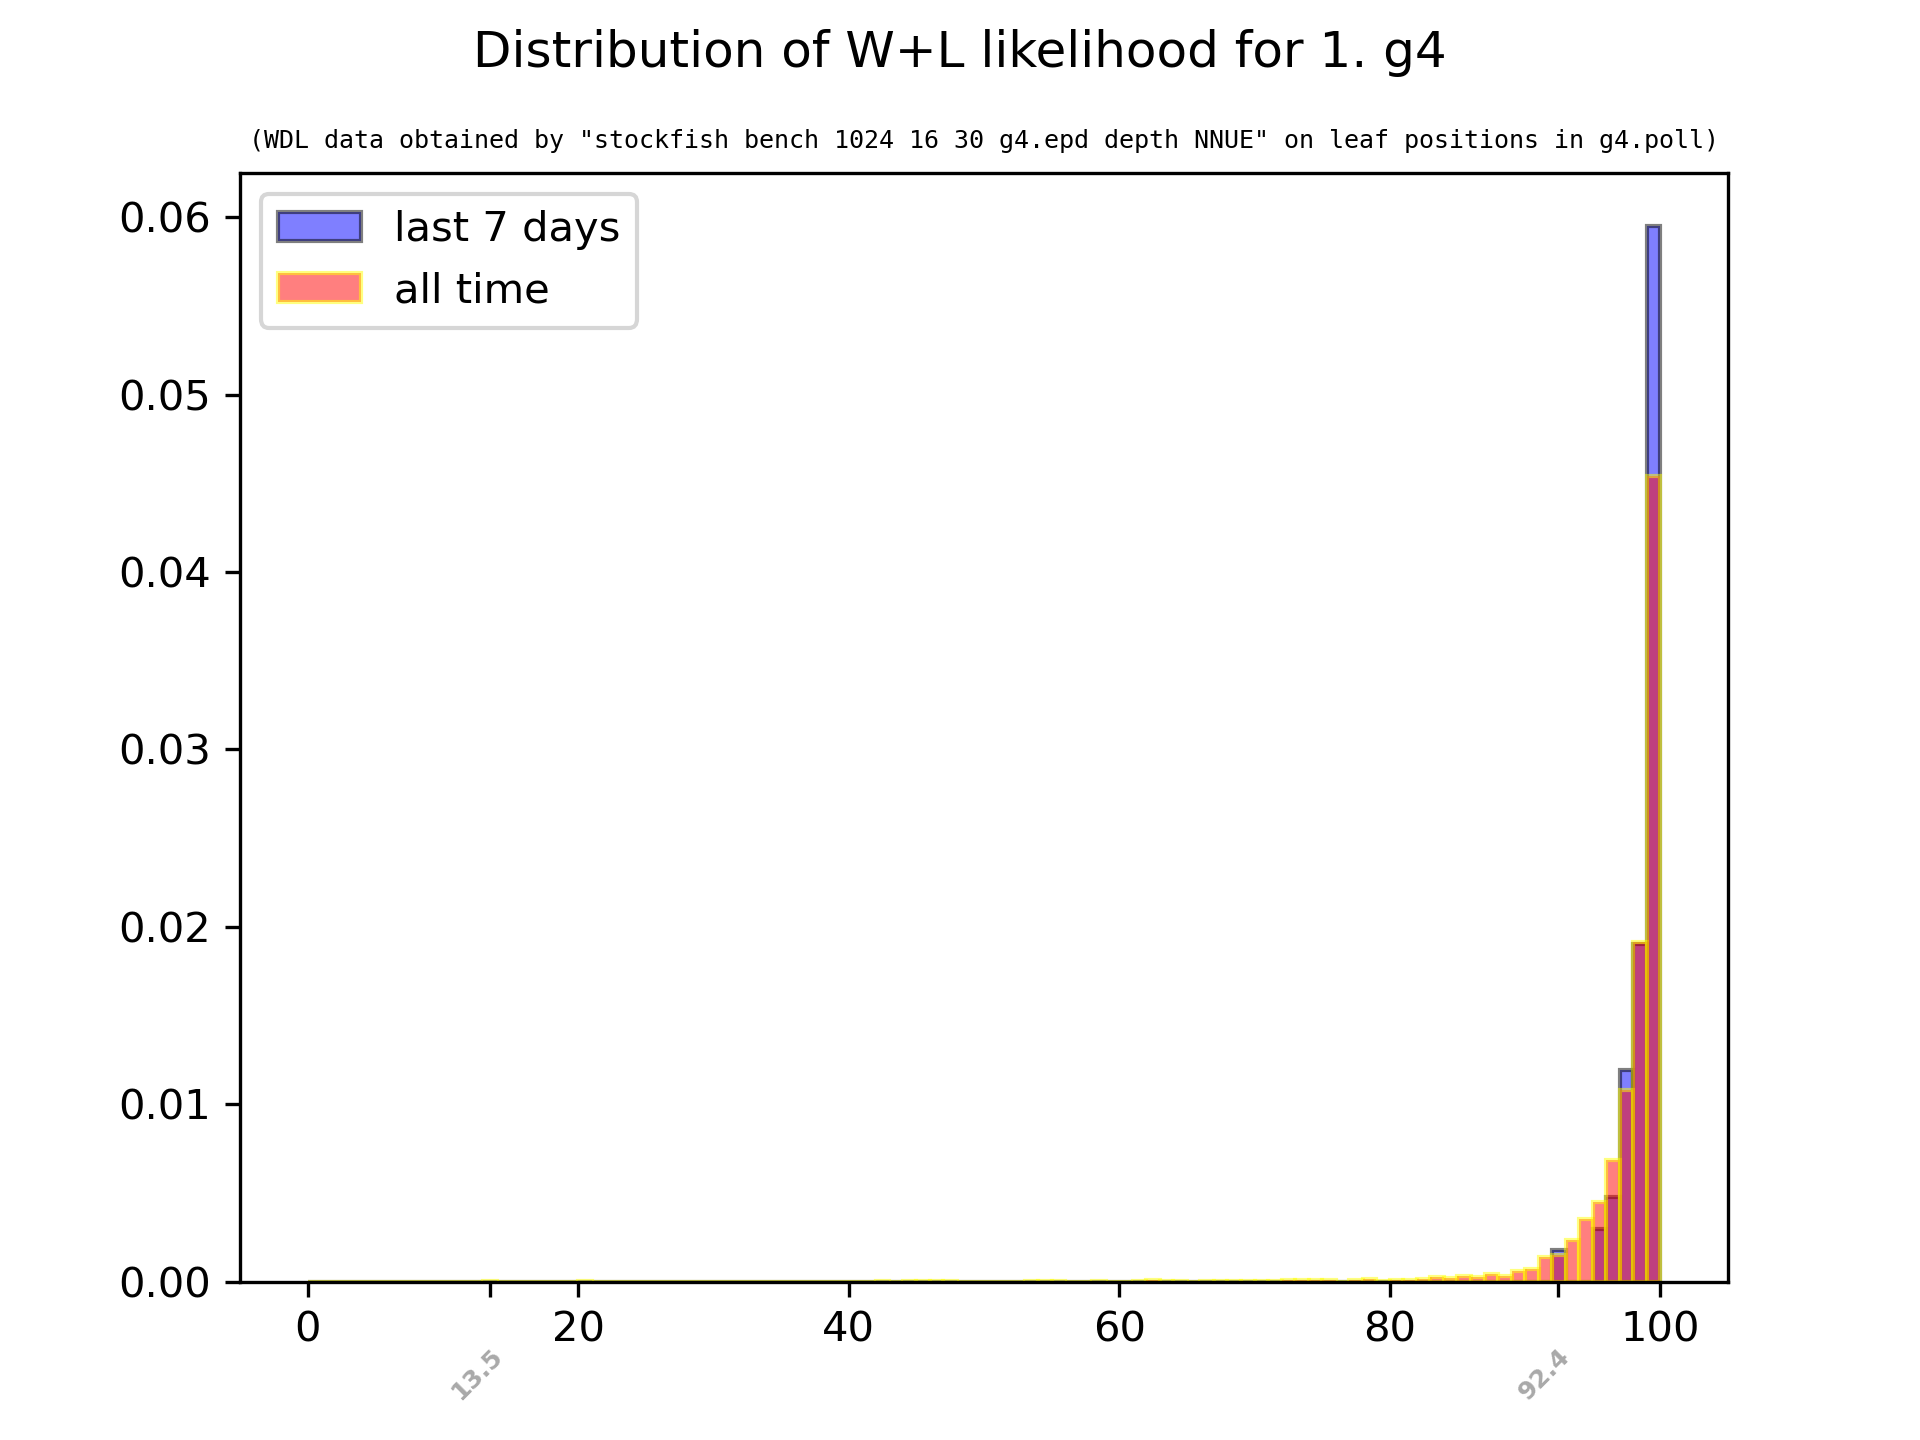 Distribution of W+L likelihood for 1. g4
(WDL data obtained by "stockfish bench 1024 16 30 g4.epd depth NNUE" on leaf positions in g4.poll)
last 7 days
all time
0.06
0.05
0.04
0.03
0.02
0.01
0.00
0 20 40 60 80 100
13.5 92.4